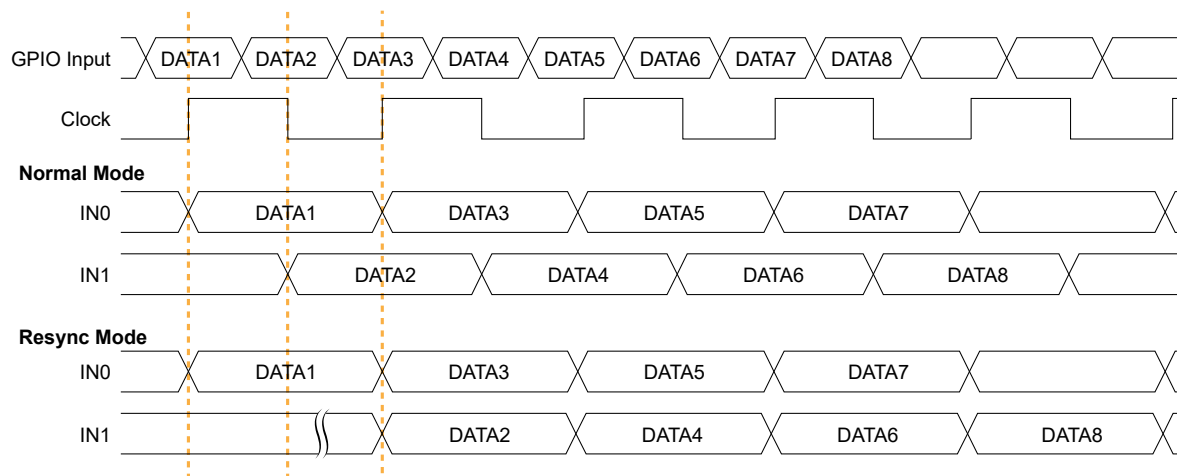 GPIO Input DATA1 DATA2 DATA3 DATA4 DATA5 DATA6 DATA7 DATA8
Clock
Normal Mode
IN0 DATA1 DATA3 DATA5 DATA7
IN1 DATA2 DATA4 DATA6 DATA8
Resync Mode
IN0 DATA1 DATA3 DATA5 DATA7
IN1 DATA2 DATA4 DATA6 DATA8